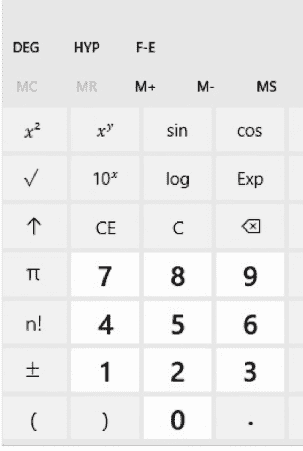 DEG HYP F-E
MC MR M+ M- MS
x² xʸ sin cos
√ 10ˣ log Exp
↑ CE C ⌫
π 7 8 9
n! 4 5 6
± 1 2 3
( ) 0 .